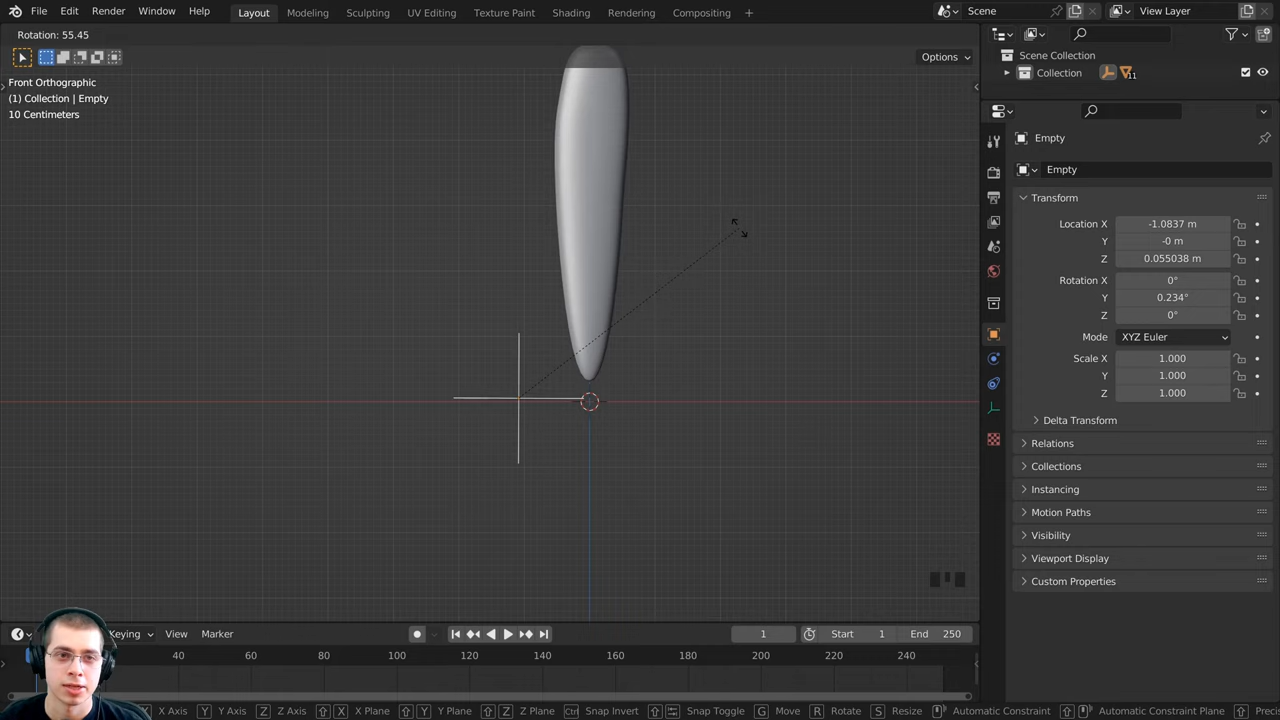 File Edit Render Window Help Layout Modeling Sculpting UV Editing Texture Paint Shading Rendering Compositing Scene View Layer
Rotation: 55.45
Options
Front Orthographic
(1) Collection | Empty
10 Centimeters
Scene Collection
Collection 11
Empty
Empty
Transform
Location X -1.0837 m
Y -0 m
Z 0.055038 m
Rotation X 0°
Y 0.234°
Z 0°
Mode XYZ Euler
Scale X 1.000
Y 1.000
Z 1.000
Delta Transform
Relations
Collections
Instancing
Motion Paths
Visibility
Viewport Display
Custom Properties
Keying View Marker 1 Start 1 End 250
40 60 80 100 120 140 160 180 200 220 240
X Axis Y Y Axis Z Z Axis X X Plane Y Y Plane Z Z Plane Ctrl Snap Invert Snap Toggle G Move R Rotate S Resize Automatic Constraint Automatic Constraint Plane